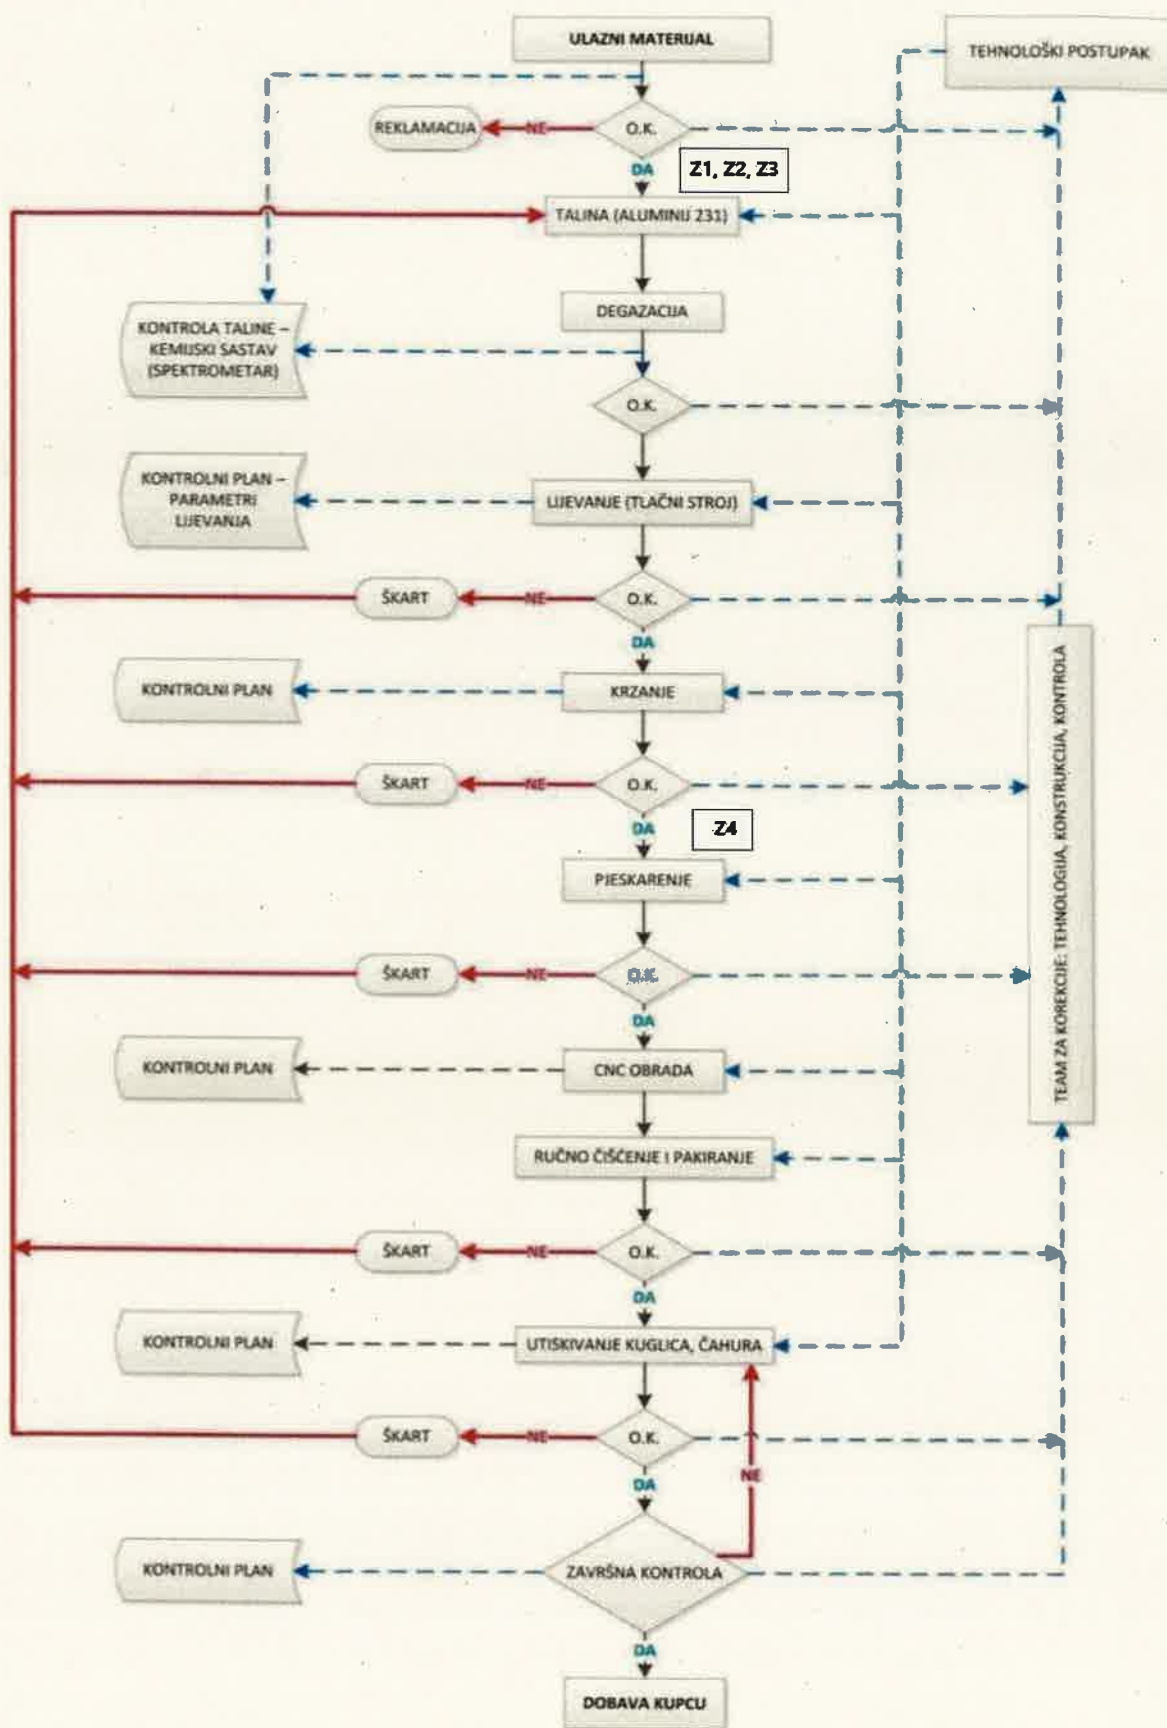 ULAZNI MATERIJAL
TEHNOLOŠKI POSTUPAK
REKLAMACIJA
NE
O.K.
DA
Z1, Z2, Z3
TALINA (ALUMINIJ 231)
DEGAZACIJA
KONTROLA TALINE –
KEMIJSKI SASTAV
(SPEKTROMETAR)
O.K.
KONTROLNI PLAN –
PARAMETRI
LIJEVANJA
LIJEVANJE (TLAČNI STROJ)
ŠKART
NE
O.K.
DA
KONTROLNI PLAN
KRZANJE
ŠKART
NE
O.K.
DA
Z4
TEAM ZA KOREKCIJE: TEHNOLOGIJA, KONSTRUKCIJA, KONTROLA
PJESKARENJE
ŠKART
NE
O.K.
DA
KONTROLNI PLAN
CNC OBRADA
RUČNO ČIŠĆENJE I PAKIRANJE
ŠKART
NE
O.K.
DA
KONTROLNI PLAN
UTISKIVANJE KUGLICA, ČAHURA
ŠKART
NE
O.K.
DA
NE
KONTROLNI PLAN
ZAVRŠNA KONTROLA
DA
DOBAVA KUPCU